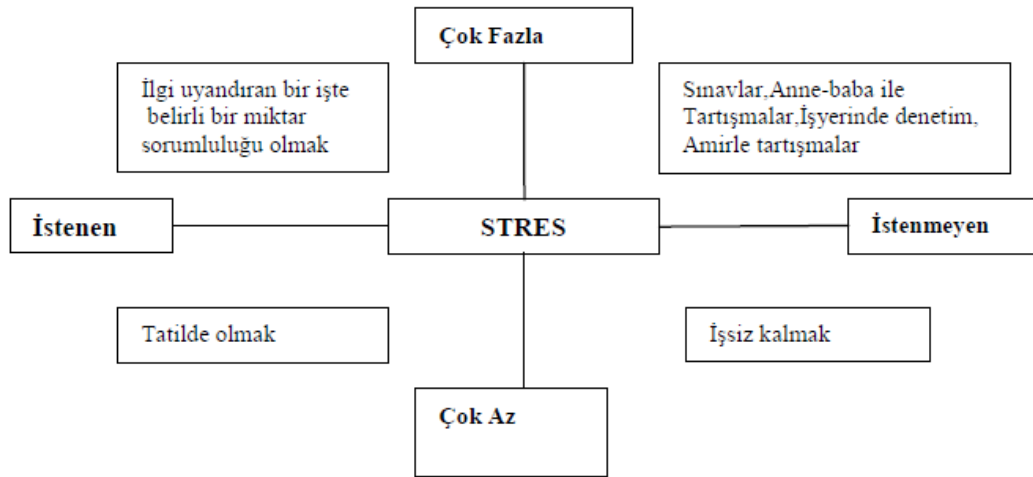 Çok Fazla
İlgi uyandıran bir işte
belirli bir miktar
sorumluluğu olmak
Sınavlar,Anne-baba ile
Tartışmalar,İşyerinde denetim,
Amirle tartışmalar
İstenen
STRES
İstenmeyen
Tatilde olmak
İşsiz kalmak
Çok Az